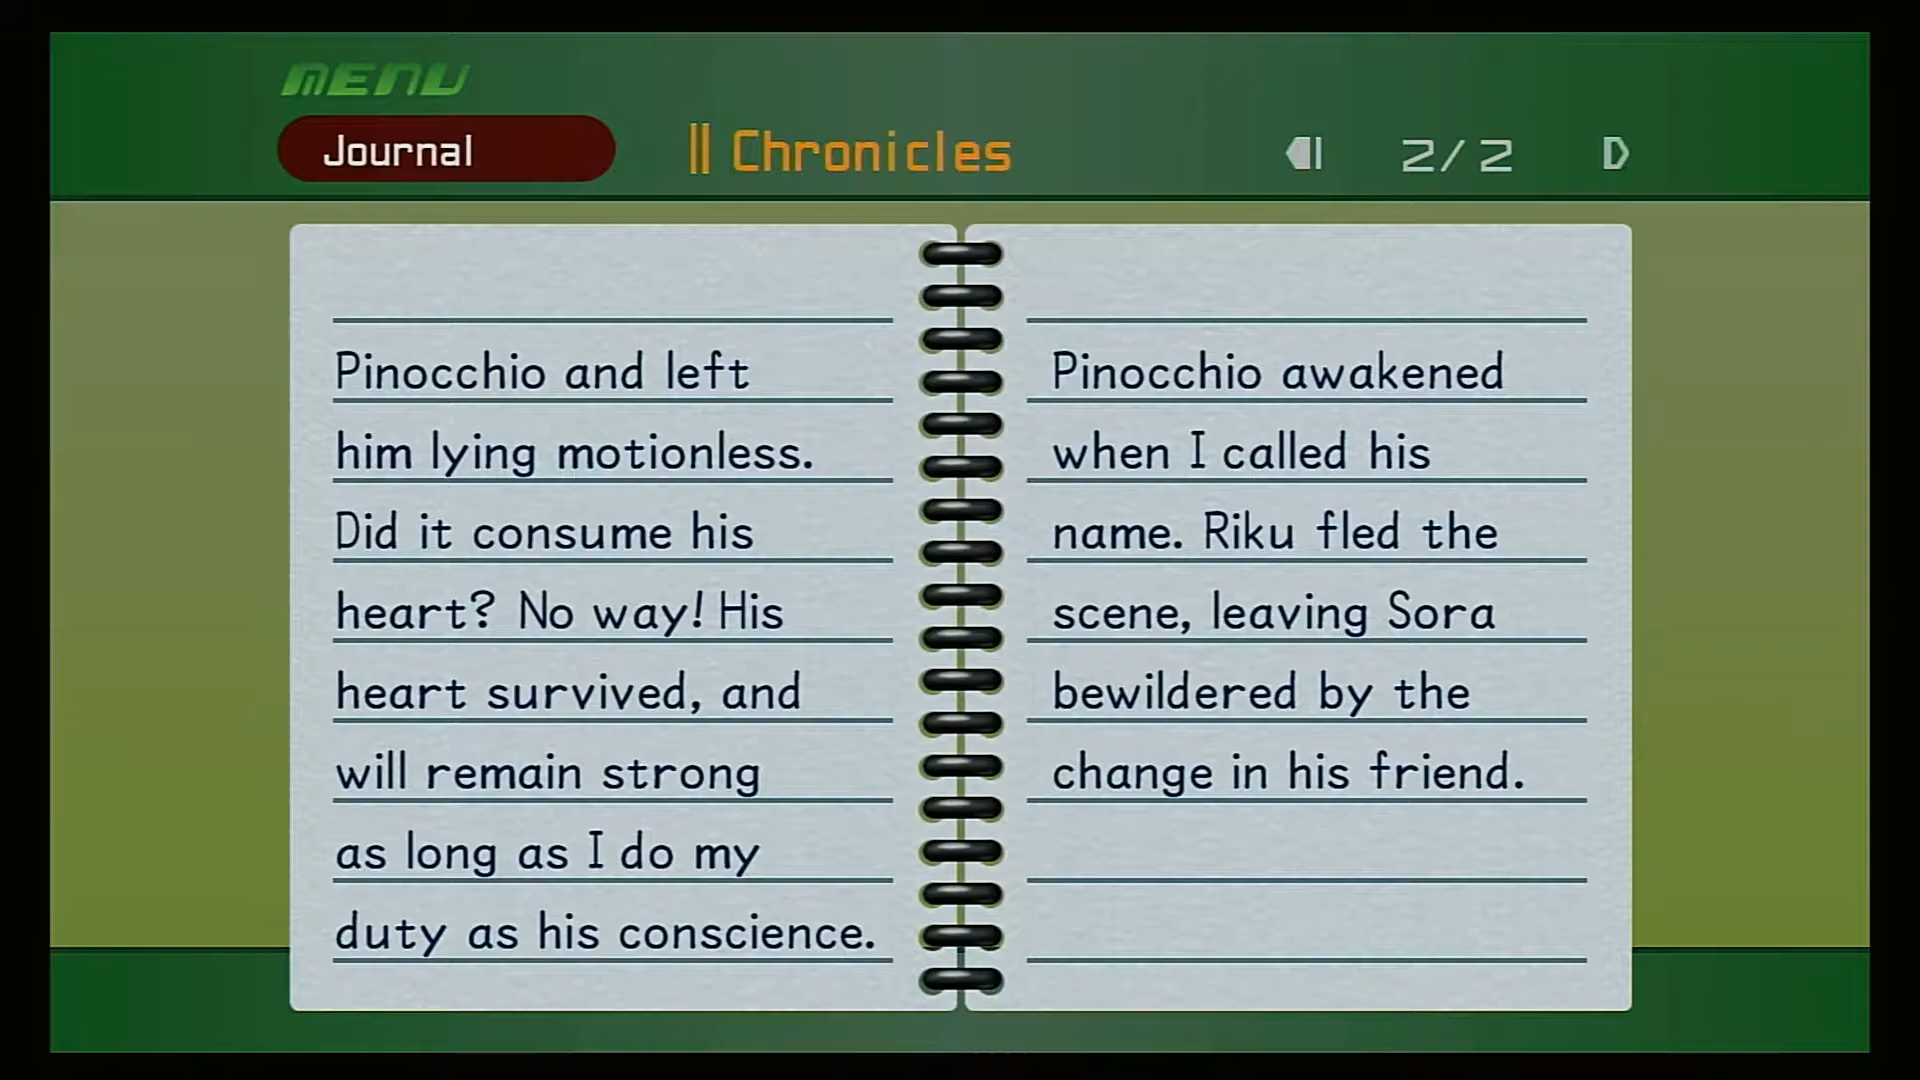 MENU
Journal
Chronicles
2/2
Pinocchio and left
him lying motionless.
Did it consume his
heart? No way! His
heart survived, and
will remain strong
as long as I do my
duty as his conscience.
Pinocchio awakened
when I called his
name. Riku fled the
scene, leaving Sora
bewildered by the
change in his friend.